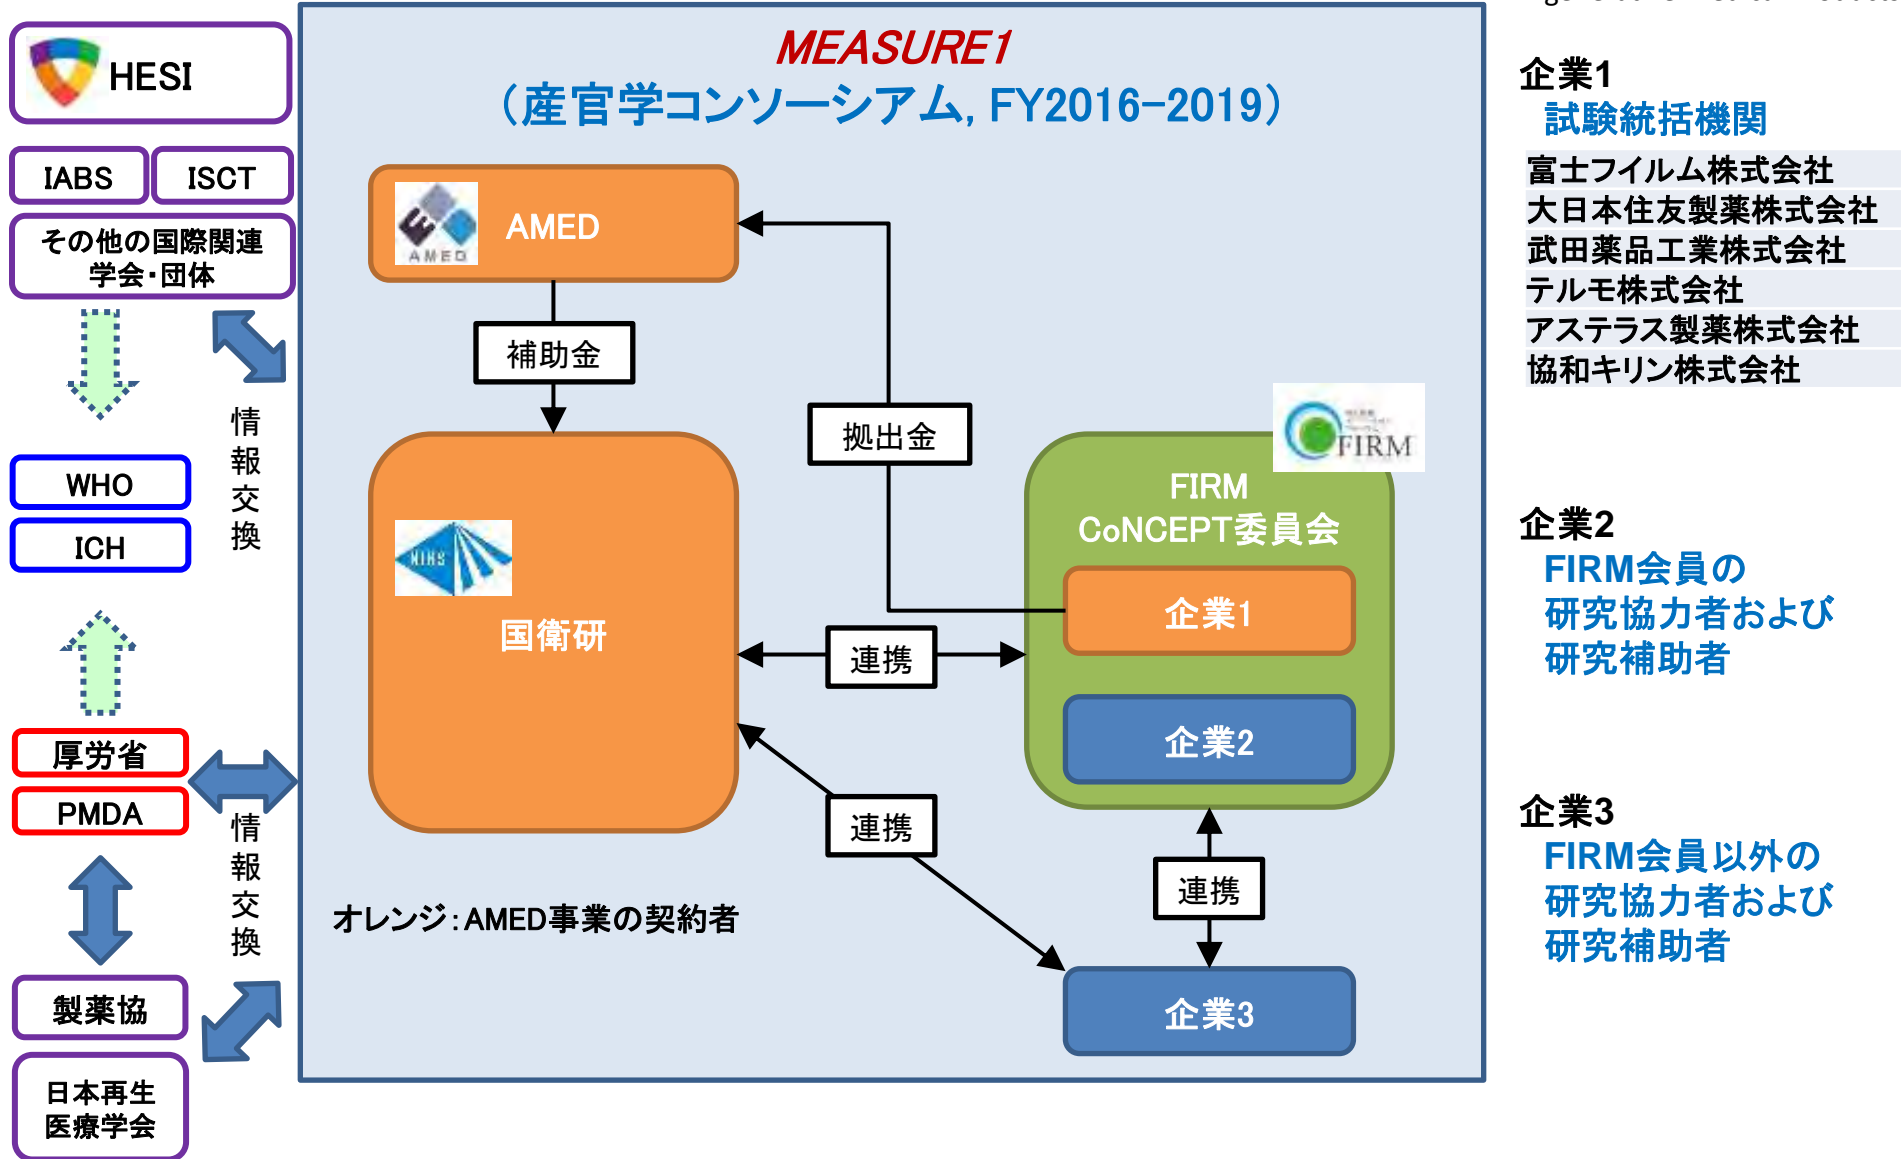 HESI
IABS
ISCT
その他の国際関連
学会・団体
情報交換
WHO
ICH
厚労省
PMDA
情報交換
製薬協
日本再生
医療学会
MEASURE1
（産官学コンソーシアム, FY2016-2019）
AMED
AMED
補助金
拠出金
NIHS
国衛研
FIRM
FIRM
CoNCEPT委員会
企業1
連携
企業2
連携
連携
企業3
オレンジ：AMED事業の契約者
企業1
試験統括機関
富士フイルム株式会社
大日本住友製薬株式会社
武田薬品工業株式会社
テルモ株式会社
アステラス製薬株式会社
協和キリン株式会社
企業2
FIRM会員の
研究協力者および
研究補助者
企業3
FIRM会員以外の
研究協力者および
研究補助者